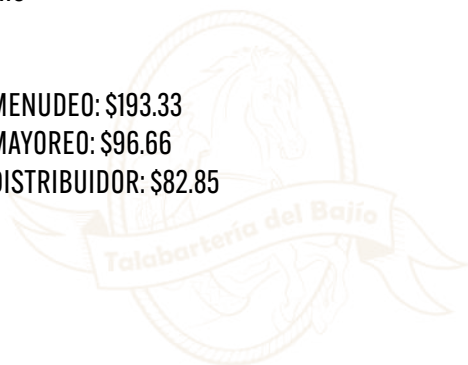 MENUDEO: $193.33
MAYOREO: $96.66
DISTRIBUIDOR: $82.85
Talabartería del Bajío